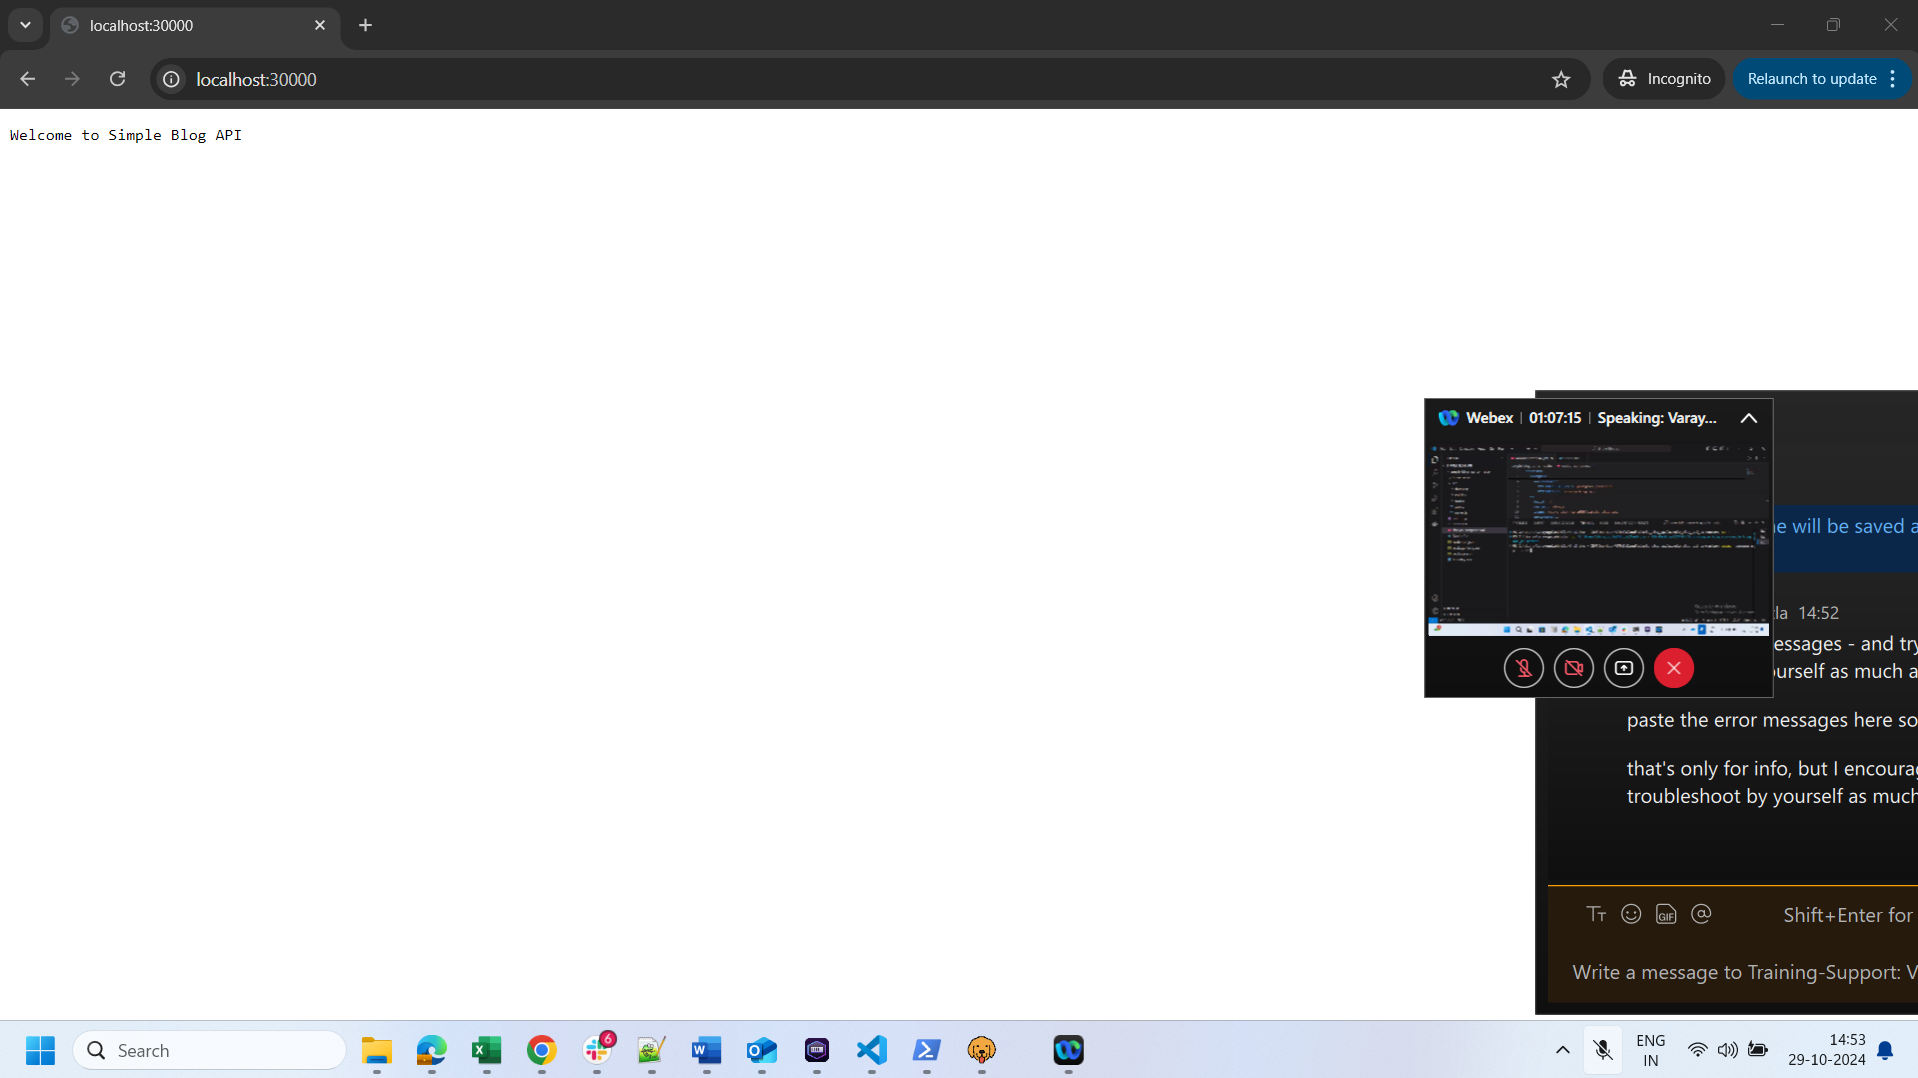 localhost:30000
localhost:30000
Incognito
Relaunch to update
Welcome to Simple Blog API
Webex | 01:07:15 | Speaking: Varay...
will be saved a
14:52
essages - and try
urself as much a
paste the error messages here so
that's only for info, but I encourag
troubleshoot by yourself as much
GIF
Shift+Enter for
Write a message to Training-Support: V
Search
6
ENG
IN
14:53
29-10-2024